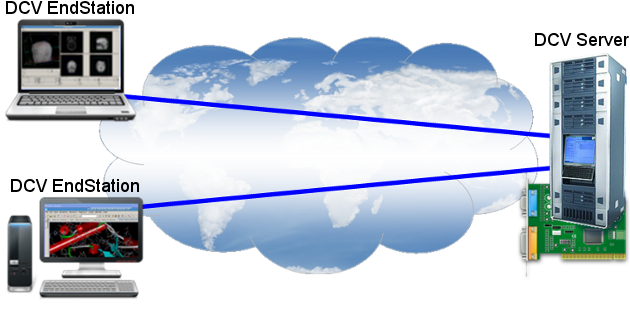 DCV EndStation
DCV Server
DCV EndStation